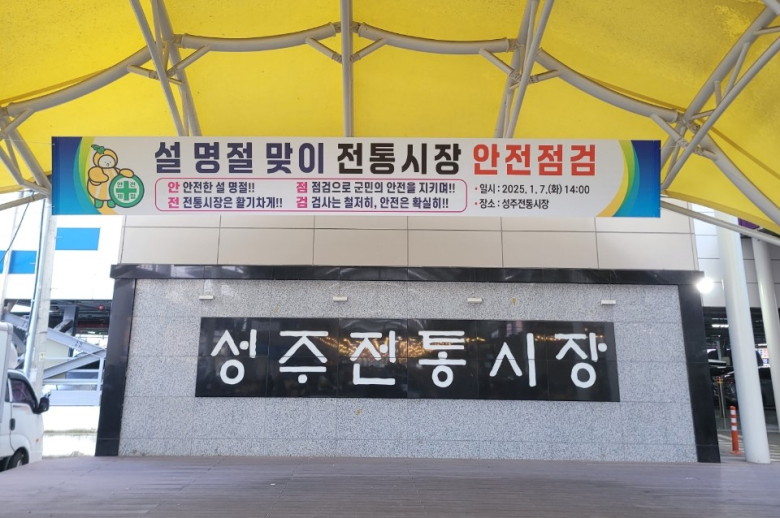 설 명절 맞이 전통시장 안전점검
안 안전한 설 명절!! 점 점검으로 군민의 안전을 지키며!!
전 전통시장은 활기차게!! 검 검사는 철저히, 안전은 확실히!!
• 일시 : 2025. 1. 7.(화) 14:00
• 장소 : 성주전통시장
성주전통시장